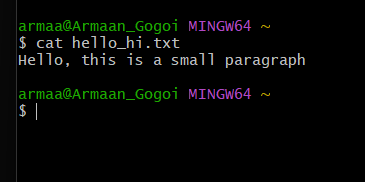 armaa@Armaan_Gogoi MINGW64 ~
$ cat hello_hi.txt
Hello, this is a small paragraph
armaa@Armaan_Gogoi MINGW64 ~
$